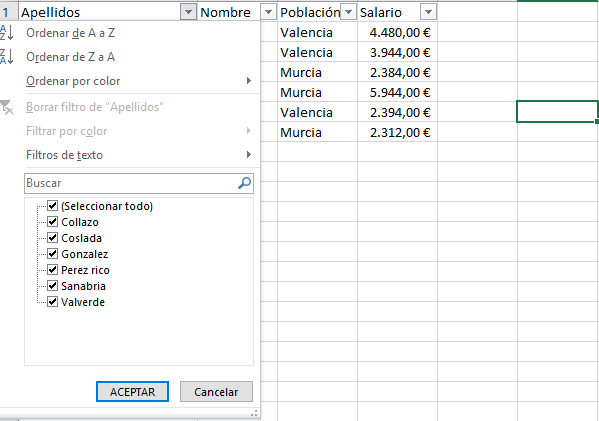 1 Apellidos Nombre Población Salario
Ordenar de A a Z
Ordenar de Z a A
Ordenar por color
Borrar filtro de "Apellidos"
Filtrar por color
Filtros de texto
Buscar
(Seleccionar todo)
Collazo
Coslada
Gonzalez
Perez rico
Sanabria
Valverde
ACEPTAR Cancelar
Valencia 4.480,00 €
Valencia 3.944,00 €
Murcia 2.384,00 €
Murcia 5.944,00 €
Valencia 2.394,00 €
Murcia 2.312,00 €